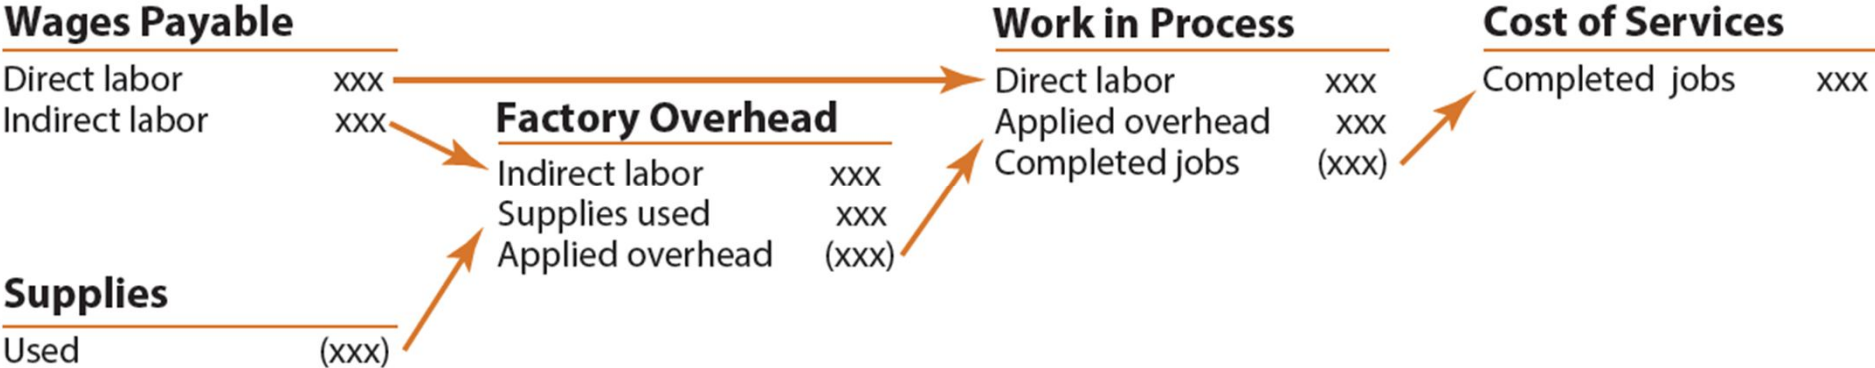 Wages Payable
Direct labor xxx
Indirect labor xxx
Supplies
Used (xxx)
Factory Overhead
Indirect labor xxx
Supplies used xxx
Applied overhead (xxx)
Work in Process
Direct labor xxx
Applied overhead xxx
Completed jobs (xxx)
Cost of Services
Completed jobs xxx